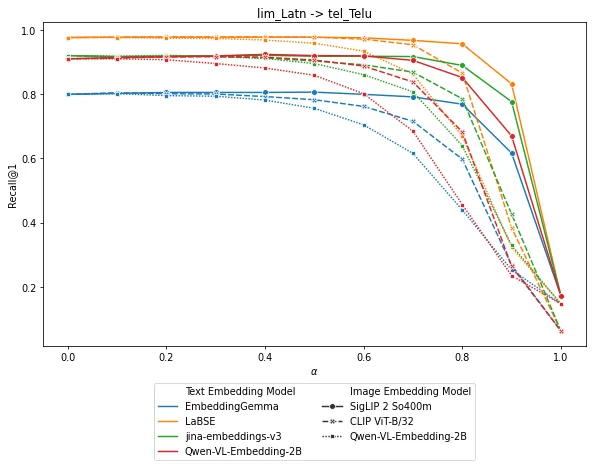 lim_Latn -> tel_Telu
Recall@1
1.0
0.8
0.6
0.4
0.2
0.0 0.2 0.4 0.6 0.8 1.0
α
Text Embedding Model
EmbeddingGemma
LaBSE
jina-embeddings-v3
Qwen-VL-Embedding-2B
Image Embedding Model
SigLIP 2 So400m
CLIP ViT-B/32
Qwen-VL-Embedding-2B